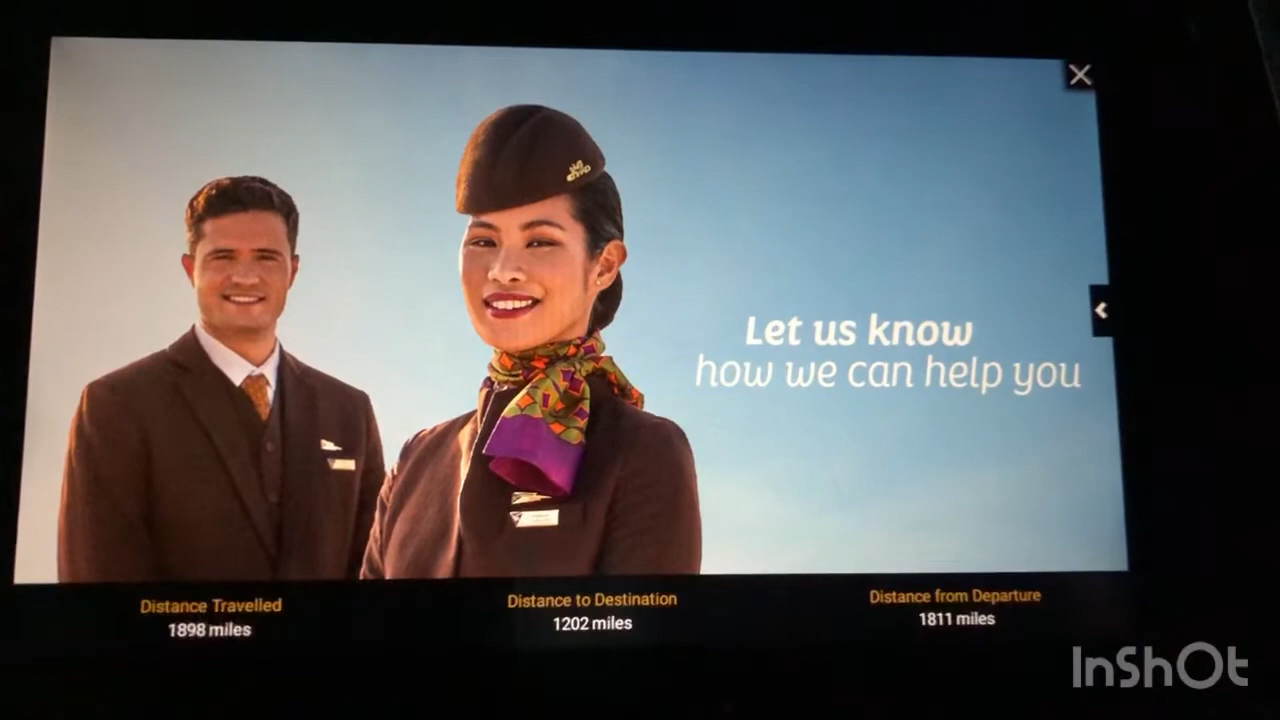 Let us know
how we can help you
Distance Travelled
1898 miles
Distance to Destination
1202 miles
Distance from Departure
1811 miles
InShOt